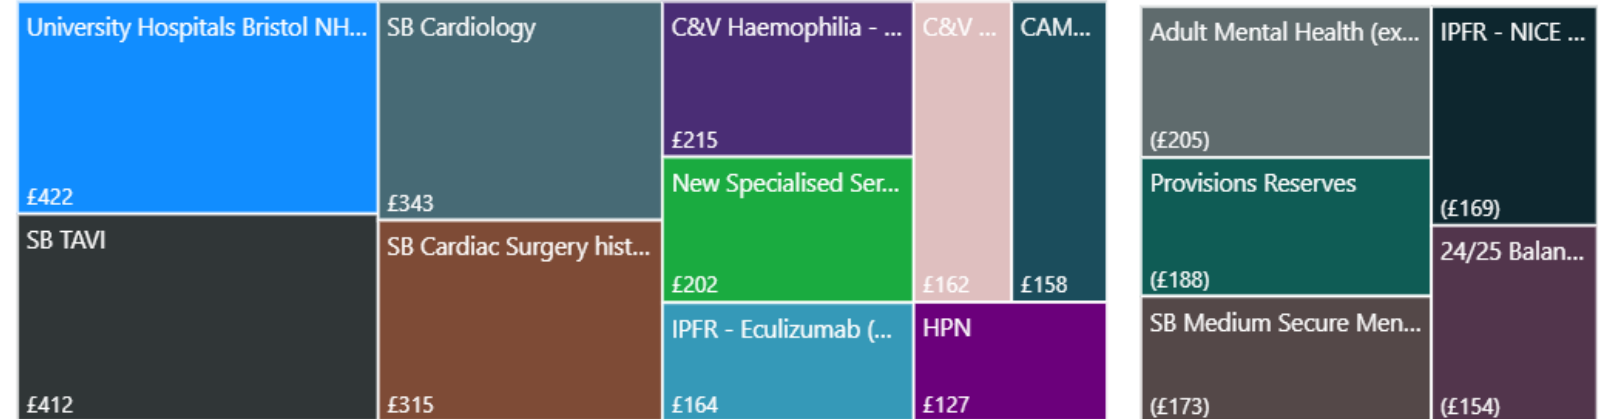 University Hospitals Bristol NH...
£422
SB TAVI
£412
SB Cardiology
£343
SB Cardiac Surgery hist...
£315
C&V Haemophilia - ...
£215
New Specialised Ser...
£202
IPFR - Eculizumab (...
£164
C&V ...
£162
CAM...
£158
HPN
£127
Adult Mental Health (ex...
(£205)
Provisions Reserves
(£188)
SB Medium Secure Men...
(£173)
IPFR - NICE ...
(£169)
24/25 Balan...
(£154)